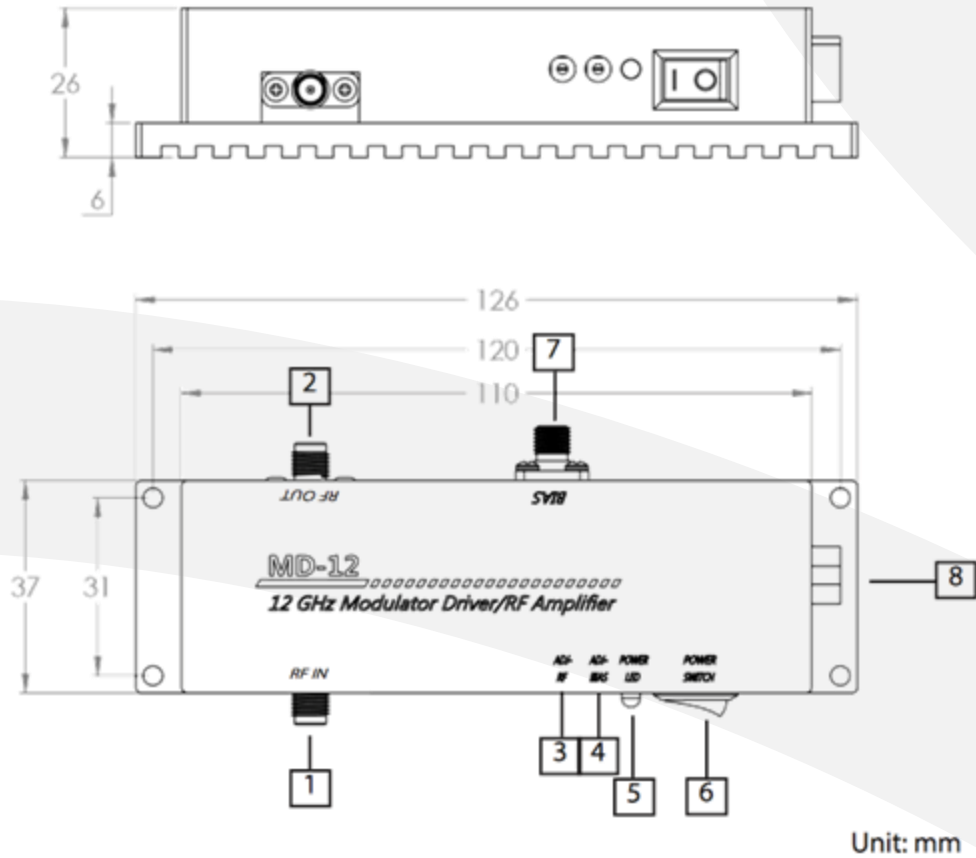 26
6
126
120
7
2
110
RF OUT
BIAS
MD-12
37
31
8
12 GHz Modulator Driver/RF Amplifier
RF IN
ADJ- ADJ- POWER POWER
RF BIAS LED SWITCH
3 4
1
5 6
Unit: mm